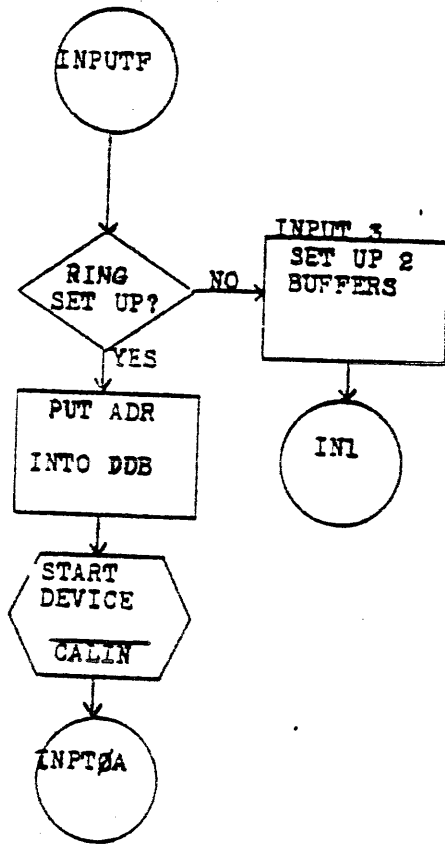 INPUTF
RING
SET UP?
NO
INPUT 3
SET UP 2
BUFFERS
IN1
YES
PUT ADR
INTO DDB
START
DEVICE
CALIN
INPTØA